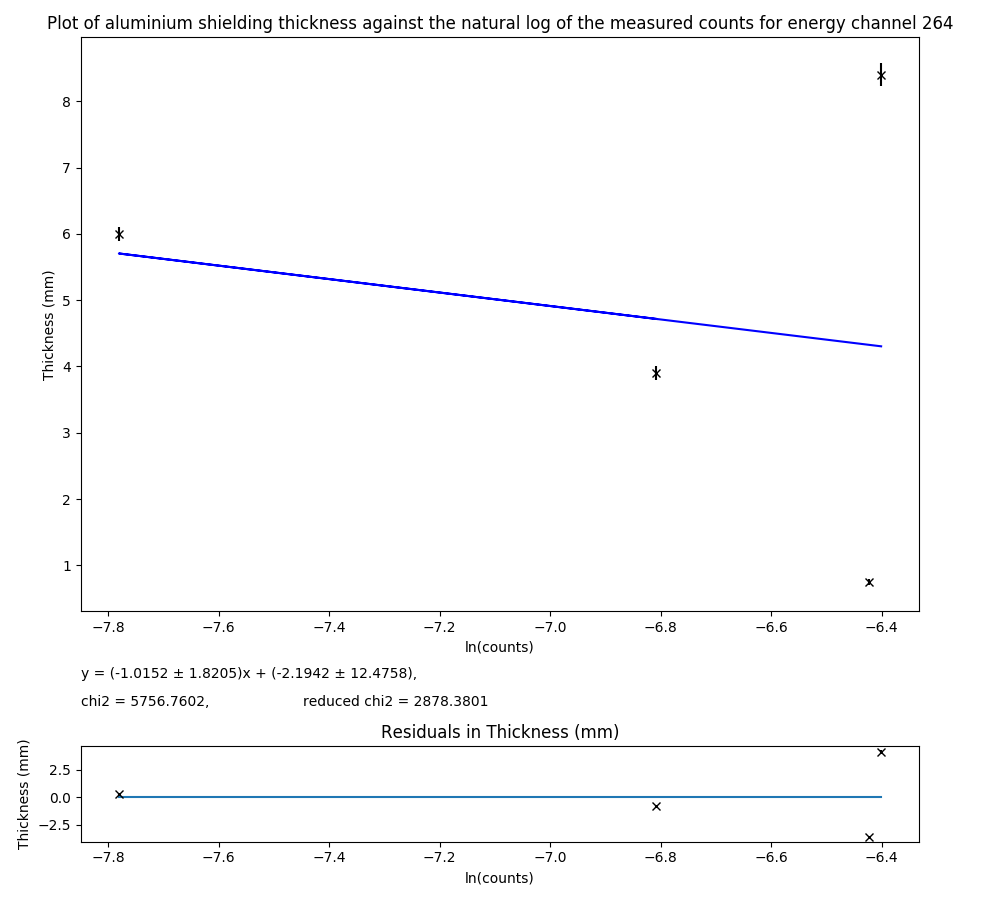 Plot of aluminium shielding thickness against the natural log of the measured counts for energy channel 264
Thickness (mm)
8
7
6
5
4
3
2
1
−7.8 −7.6 −7.4 −7.2 −7.0 −6.8 −6.6 −6.4
ln(counts)
y = (-1.0152 ± 1.8205)x + (-2.1942 ± 12.4758),
chi2 = 5756.7602, reduced chi2 = 2878.3801
Residuals in Thickness (mm)
Thickness (mm)
2.5
0.0
−2.5
−7.8 −7.6 −7.4 −7.2 −7.0 −6.8 −6.6 −6.4
ln(counts)